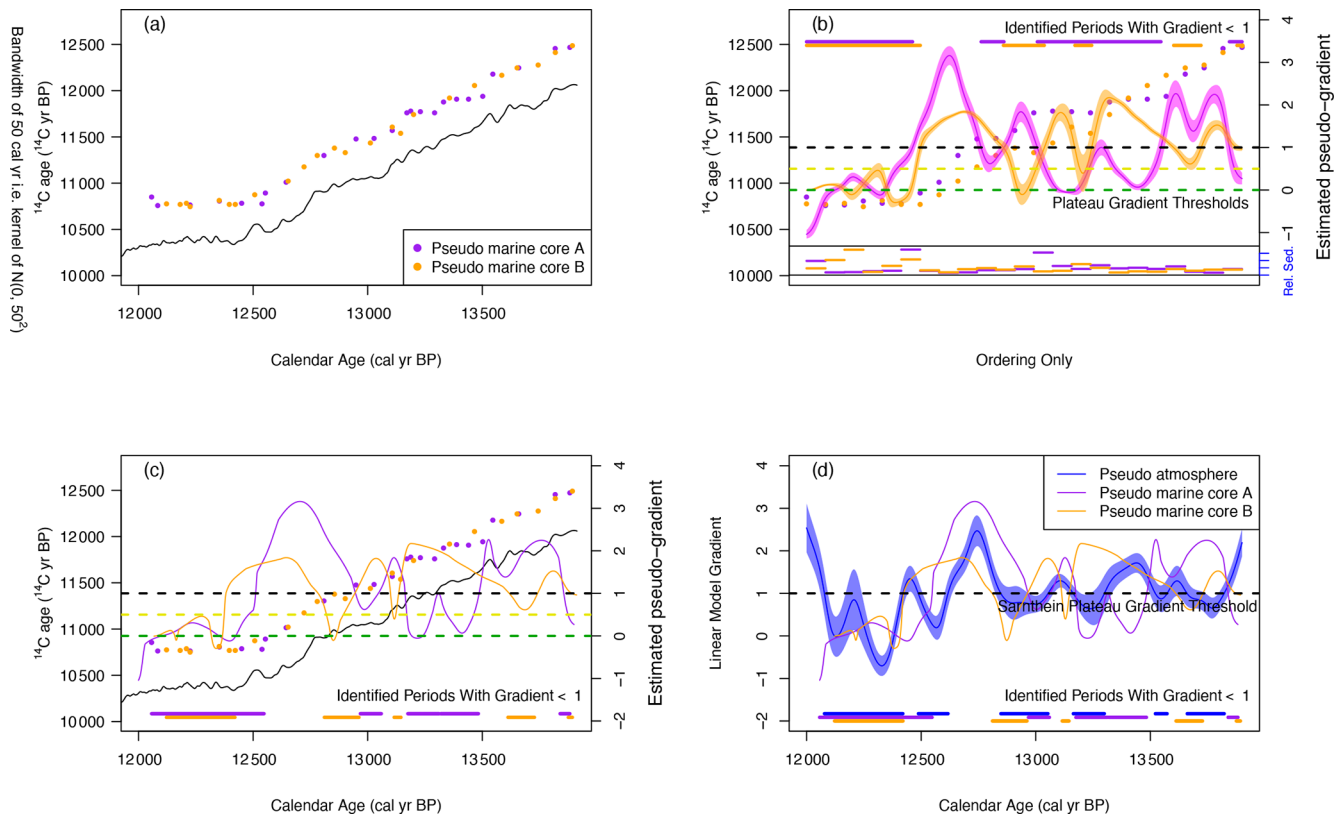 Bandwidth of 50 cal yr i.e. kernel of N(0, 50²)
(a)
¹⁴C age (¹⁴C yr BP)
12500
12000
11500
11000
10500
10000
Pseudo marine core A
Pseudo marine core B
12000 12500 13000 13500
Calendar Age (cal yr BP)
(b)
Identified Periods With Gradient < 1
¹⁴C age (¹⁴C yr BP)
12500
12000
11500
11000
10500
10000
Plateau Gradient Thresholds
4
3
2
1
0
−1
Rel. Sed.
Estimated pseudo−gradient
Ordering Only
(c)
¹⁴C age (¹⁴C yr BP)
12500
12000
11500
11000
10500
10000
Identified Periods With Gradient < 1
4
3
2
1
0
−1
−2
Estimated pseudo−gradient
12000 12500 13000 13500
Calendar Age (cal yr BP)
(d)
Linear Model Gradient
4
3
2
1
0
−1
−2
Pseudo atmosphere
Pseudo marine core A
Pseudo marine core B
Sarnthein Plateau Gradient Threshold
Identified Periods With Gradient < 1
12000 12500 13000 13500
Calendar Age (cal yr BP)